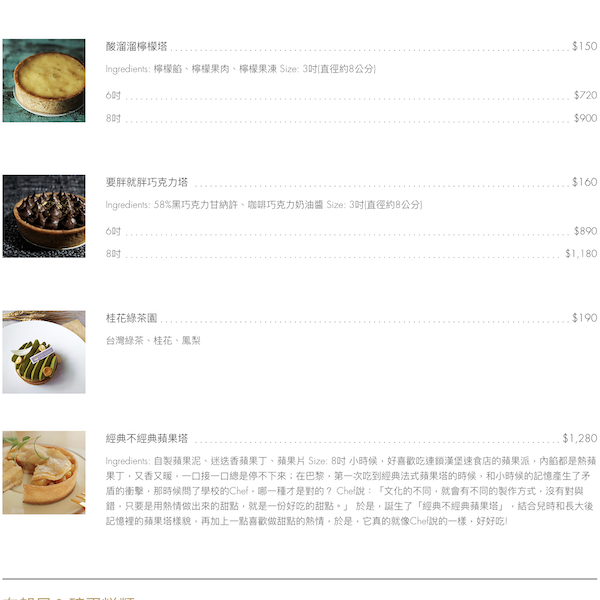 酸溜溜檸檬塔 $150
Ingredients: 檸檬餡、檸檬果肉、檸檬果凍 Size: 3吋(直徑約8公分)
6吋 $720
8吋 $900
要胖就胖巧克力塔 $160
Ingredients: 58%黑巧克力甘納許、咖啡巧克力奶油醬 Size: 3吋(直徑約8公分)
6吋 $890
8吋 $1,180
桂花綠茶園 $190
台灣綠茶、桂花、鳳梨
經典不經典蘋果塔 $1,280
Ingredients: 自製蘋果泥、迷迭香蘋果丁、蘋果片 Size: 8吋 小時候，好喜歡吃連鎖漢堡速食店的蘋果派，內餡都是熱蘋
果丁，又香又暖，一口接一口總是停不下來；在巴黎，第一次吃到經典法式蘋果塔的時候，和小時候的記憶產生了矛
盾的衝擊，那時候問了學校的Chef，哪一種才是對的？ Chef說：「文化的不同，就會有不同的製作方式，沒有對與
錯，只要是用熱情做出來的甜點，就是一份好吃的甜點。」 於是，誕生了「經典不經典蘋果塔」，結合兒時和長大後
記憶裡的蘋果塔樣貌，再加上一點喜歡做甜點的熱情，於是，它真的就像Chef說的一樣，好好吃!